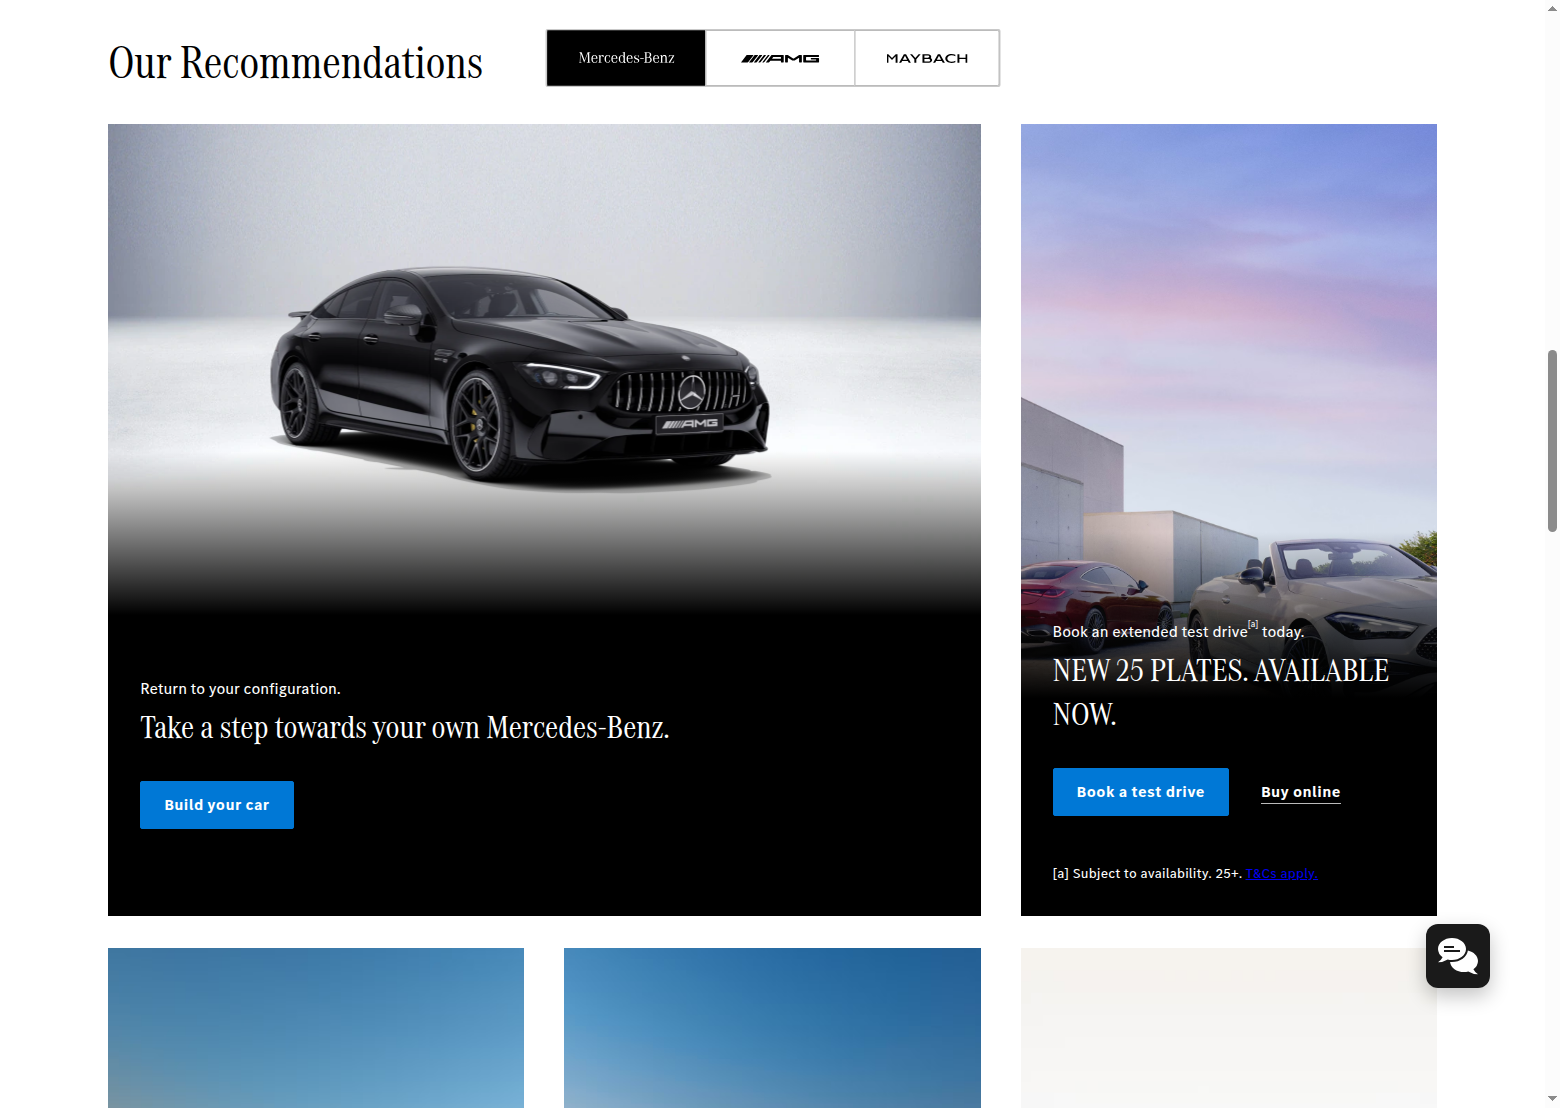 Our Recommendations
Mercedes-Benz
AMG
MAYBACH
AMG
Return to your configuration.
Take a step towards your own Mercedes-Benz.
Build your car
Book an extended test drive[a] today.
NEW 25 PLATES. AVAILABLE
NOW.
Book a test drive
Buy online
[a] Subject to availability. 25+. T&Cs apply.